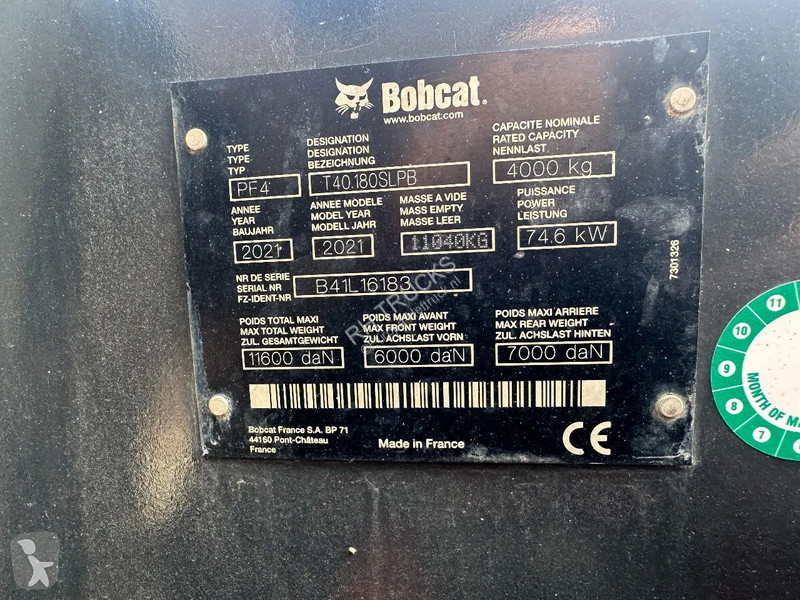 Bobcat®
www.bobcat.com
TYPE DESIGNATION CAPACITE NOMINALE
TYPE DESIGNATION RATED CAPACITY
TYP BEZEICHNUNG NENNLAST
PF4 T40.180SLPB 4000 kg
ANNEE ANNEE MODELE MASSE A VIDE PUISSANCE
YEAR MODEL YEAR MASS EMPTY POWER
BAUJAHR MODELL JAHR MASSE LEER LEISTUNG
2021 2021 11040KG 74.6 kW
NR DE SERIE
SERIAL NR
FZ-IDENT-NR
B41L16183
7301326
POIDS TOTAL MAXI POIDS MAXI AVANT POIDS MAXI ARRIERE
MAX TOTAL WEIGHT MAX FRONT WEIGHT MAX REAR WEIGHT
ZUL. GESAMTGEWICHT ZUL. ACHSLAST VORN ZUL. ACHSLAST HINTEN
11600 daN 6000 daN 7000 daN
Bobcat France S.A. BP 71
44160 Pont-Château
France
Made in France
CE
11
10
9
8
7
MONTH OF